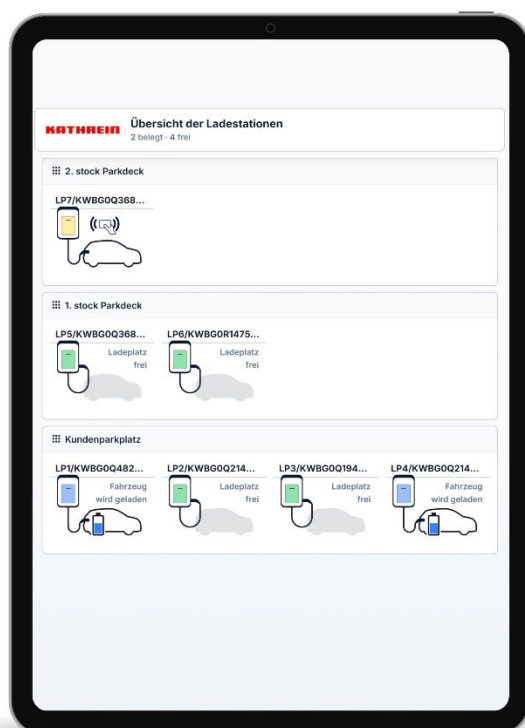 KATHREIN
Übersicht der Ladestationen
2 belegt · 4 frei
2. stock Parkdeck
LP7/KWBG0Q368...
1. stock Parkdeck
LP5/KWBG0Q368...
Ladeplatz
frei
LP6/KWBG0R1475...
Ladeplatz
frei
Kundenparkplatz
LP1/KWBG0Q482...
Fahrzeug
wird geladen
LP2/KWBG0Q214...
Ladeplatz
frei
LP3/KWBG0Q194...
Ladeplatz
frei
LP4/KWBG0Q214...
Fahrzeug
wird geladen